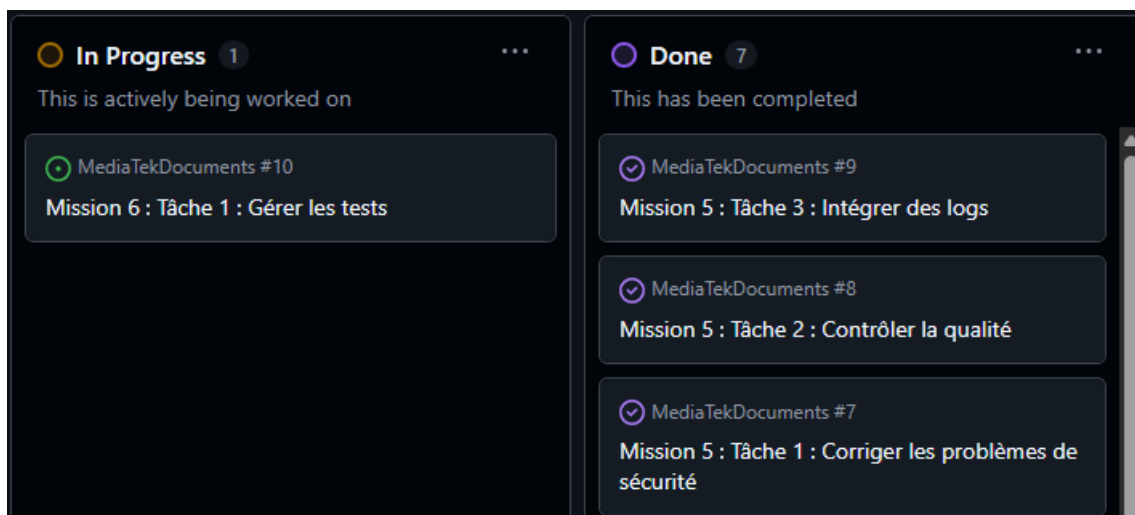 In Progress 1
This is actively being worked on
MediaTekDocuments #10
Mission 6 : Tâche 1 : Gérer les tests
Done 7
This has been completed
MediaTekDocuments #9
Mission 5 : Tâche 3 : Intégrer des logs
MediaTekDocuments #8
Mission 5 : Tâche 2 : Contrôler la qualité
MediaTekDocuments #7
Mission 5 : Tâche 1 : Corriger les problèmes de
sécurité